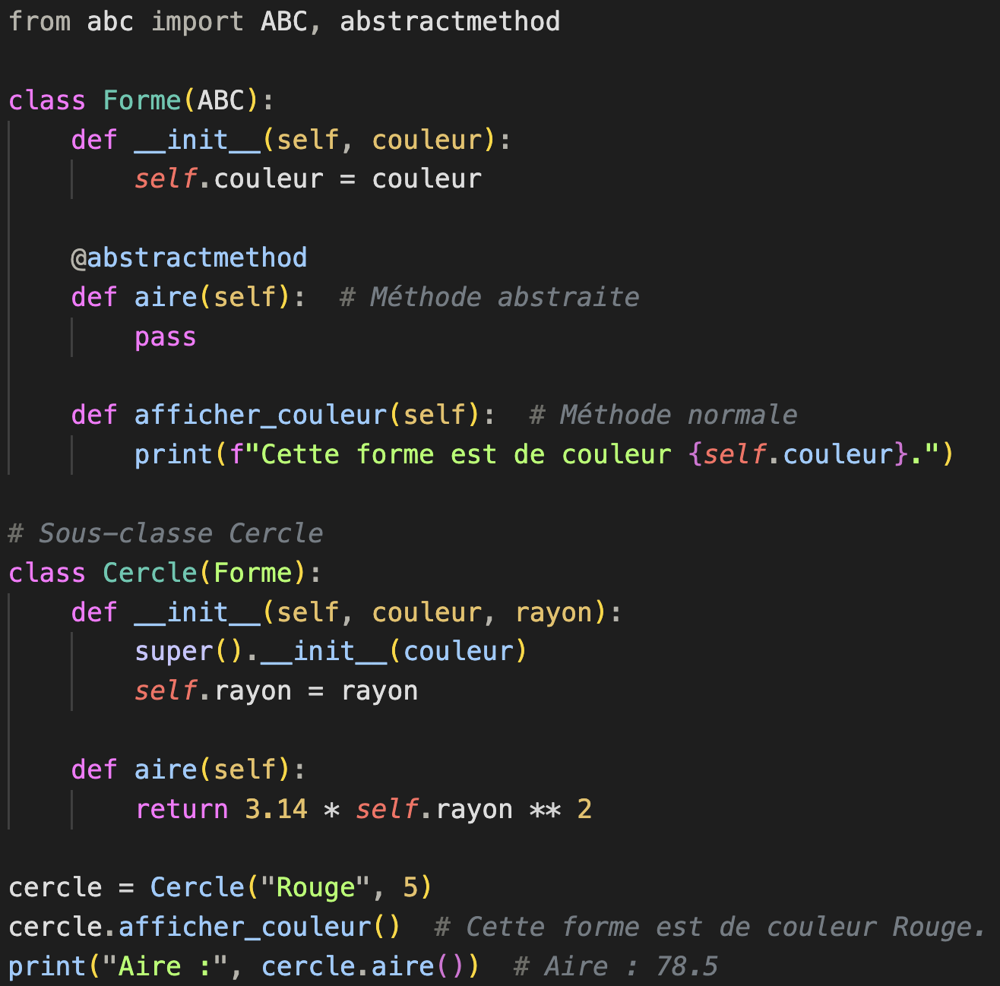 from abc import ABC, abstractmethod
class Forme(ABC):
    def __init__(self, couleur):
        self.couleur = couleur
    @abstractmethod
    def aire(self):  # Méthode abstraite
        pass
    def afficher_couleur(self):  # Méthode normale
        print(f"Cette forme est de couleur {self.couleur}.")
# Sous-classe Cercle
class Cercle(Forme):
    def __init__(self, couleur, rayon):
        super().__init__(couleur)
        self.rayon = rayon
    def aire(self):
        return 3.14 * self.rayon ** 2
cercle = Cercle("Rouge", 5)
cercle.afficher_couleur()  # Cette forme est de couleur Rouge.
print("Aire :", cercle.aire())  # Aire : 78.5